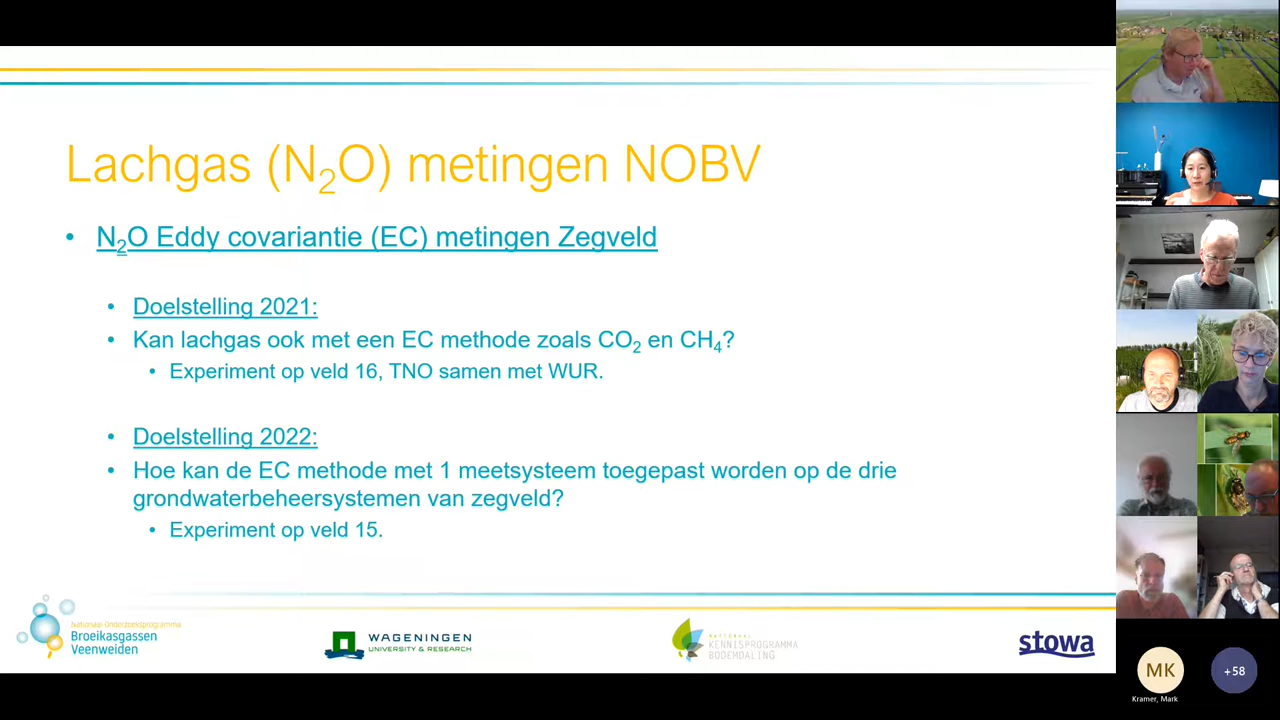 Lachgas (N2O) metingen NOBV
• N2O Eddy covariantie (EC) metingen Zegveld
• Doelstelling 2021:
• Kan lachgas ook met een EC methode zoals CO2 en CH4?
• Experiment op veld 16, TNO samen met WUR.
• Doelstelling 2022:
• Hoe kan de EC methode met 1 meetsysteem toegepast worden op de drie
grondwaterbeheersystemen van zegveld?
• Experiment op veld 15.
Nationaal Onderzoeksprogramma
Broeikasgassen
Veenweiden
WAGENINGEN
UNIVERSITY & RESEARCH
NATIONAAL
KENNISPROGRAMMA
BODEMDALING
stowa
MK
Kramer, Mark
+58